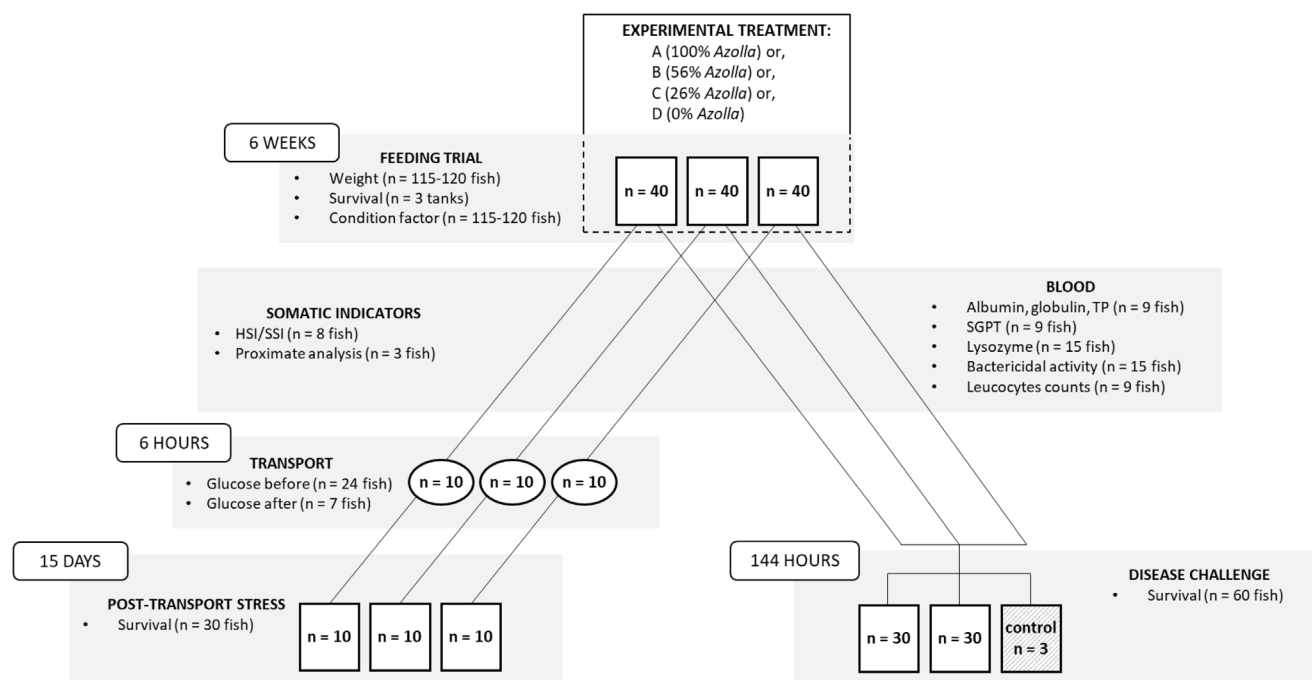 EXPERIMENTAL TREATMENT:
A (100% Azolla) or,
B (56% Azolla) or,
C (26% Azolla) or,
D (0% Azolla)
6 WEEKS
FEEDING TRIAL
• Weight (n = 115-120 fish)
• Survival (n = 3 tanks)
• Condition factor (n = 115-120 fish)
n = 40 n = 40 n = 40
SOMATIC INDICATORS
• HSI/SSI (n = 8 fish)
• Proximate analysis (n = 3 fish)
BLOOD
• Albumin, globulin, TP (n = 9 fish)
• SGPT (n = 9 fish)
• Lysozyme (n = 15 fish)
• Bactericidal activity (n = 15 fish)
• Leucocytes counts (n = 9 fish)
6 HOURS
TRANSPORT
• Glucose before (n = 24 fish)
• Glucose after (n = 7 fish)
n = 10 n = 10 n = 10
15 DAYS
POST-TRANSPORT STRESS
• Survival (n = 30 fish)
n = 10 n = 10 n = 10
144 HOURS
DISEASE CHALLENGE
• Survival (n = 60 fish)
n = 30 n = 30 control
n = 3